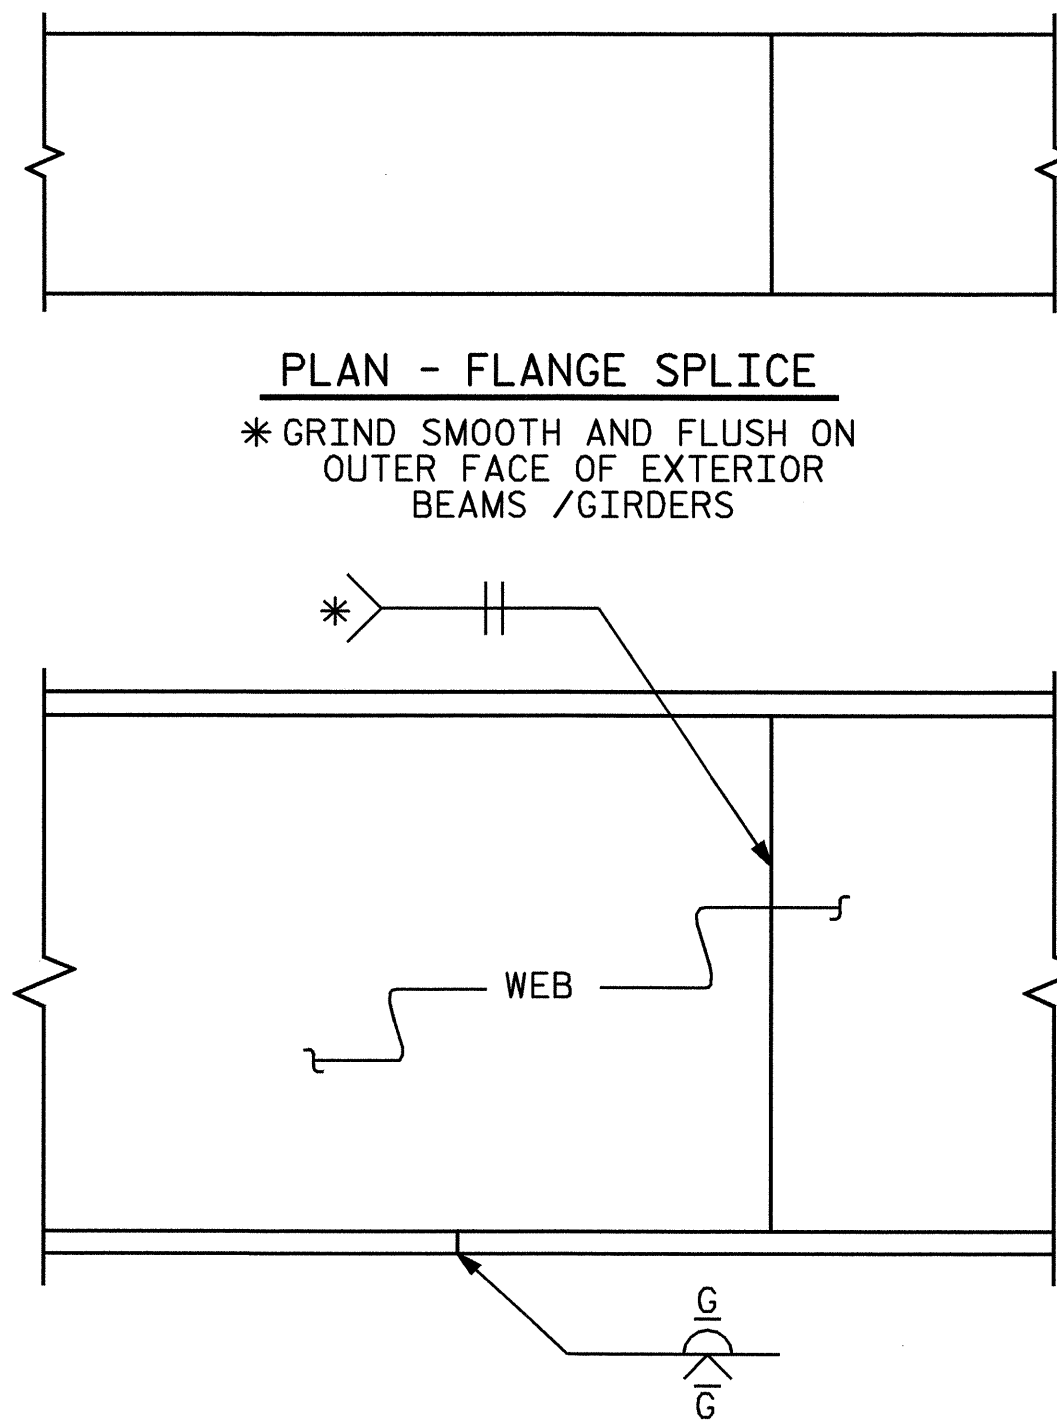 PLAN - FLANGE SPLICE
* GRIND SMOOTH AND FLUSH ON
OUTER FACE OF EXTERIOR
BEAMS /GIRDERS
*
WEB
G
G